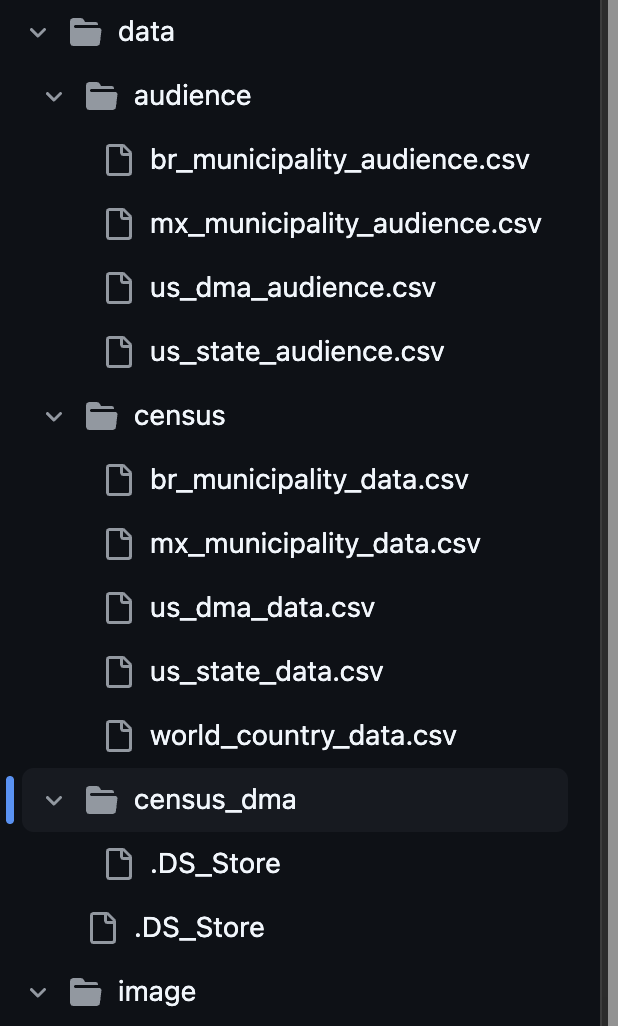 data
audience
br_municipality_audience.csv
mx_municipality_audience.csv
us_dma_audience.csv
us_state_audience.csv
census
br_municipality_data.csv
mx_municipality_data.csv
us_dma_data.csv
us_state_data.csv
world_country_data.csv
census_dma
.DS_Store
.DS_Store
image